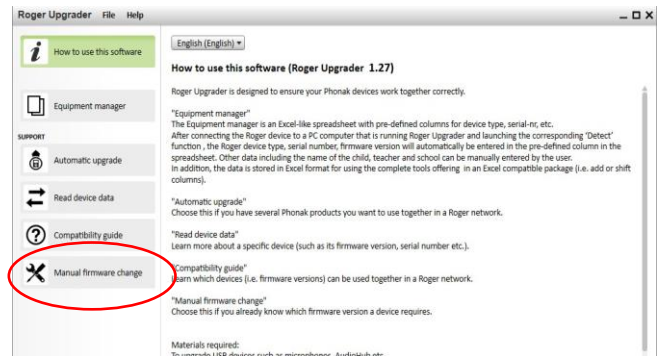 Roger Upgrader File Help
How to use this software
Equipment manager
SUPPORT
Automatic upgrade
Read device data
Compatibility guide
Manual firmware change
English (English)
How to use this software (Roger Upgrader 1.27)
Roger Upgrader is designed to ensure your Phonak devices work together correctly.
"Equipment manager"
The Equipment manager is an Excel-like spreadsheet with pre-defined columns for device type, serial-nr, etc.
After connecting the Roger device to a PC computer that is running Roger Upgrader and launching the corresponding 'Detect'
function , the Roger device type, serial number, firmware version will automatically be entered in the pre-defined column in the
spreadsheet. Other data including the name of the child, teacher and school can be manually entered by the user.
In addition, the data is stored in Excel format for using the complete tools offering in an Excel compatible package (i.e. add or shift
columns).
"Automatic upgrade"
Choose this if you have several Phonak products you want to use together in a Roger network.
"Read device data"
Learn more about a specific device (such as its firmware version, serial number etc.).
"Compatibility guide"
Learn which devices (i.e. firmware versions) can be used together in a Roger network.
"Manual firmware change"
Choose this if you already know which firmware version a device requires.
Materials required:
To upgrade USB devices such as microphones, AudioHub etc.